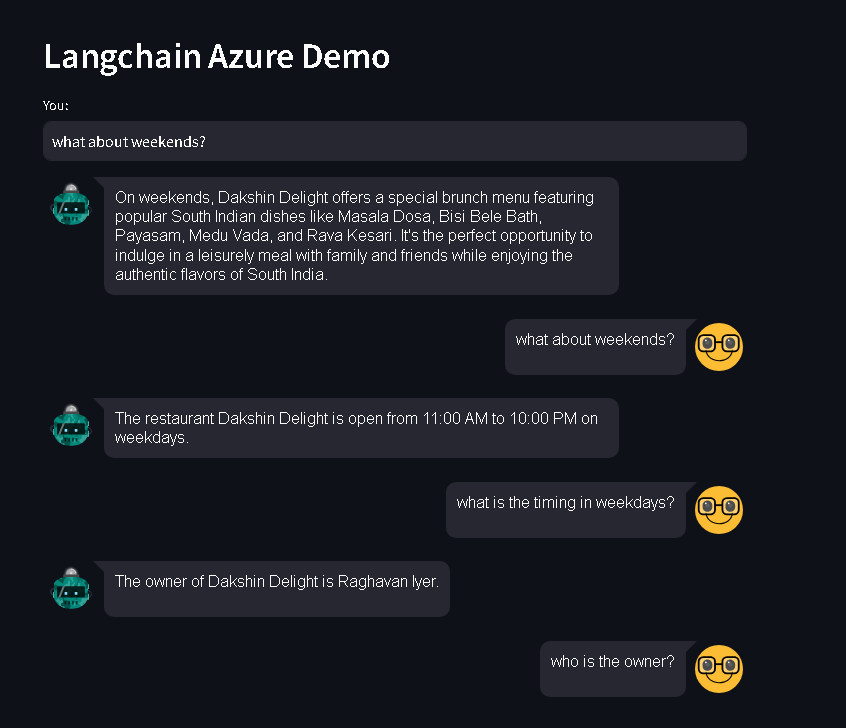 Langchain Azure Demo
You:
what about weekends?
On weekends, Dakshin Delight offers a special brunch menu featuring
popular South Indian dishes like Masala Dosa, Bisi Bele Bath,
Payasam, Medu Vada, and Rava Kesari. It's the perfect opportunity to
indulge in a leisurely meal with family and friends while enjoying the
authentic flavors of South India.
what about weekends?
The restaurant Dakshin Delight is open from 11:00 AM to 10:00 PM on
weekdays.
what is the timing in weekdays?
The owner of Dakshin Delight is Raghavan Iyer.
who is the owner?